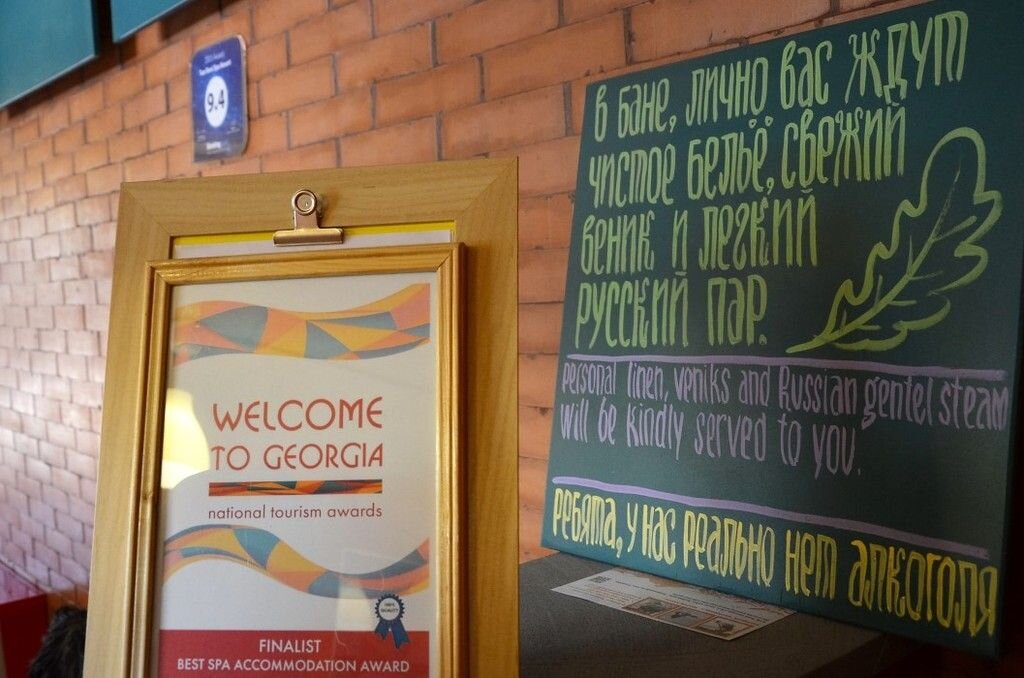 9.4
WELCOME
TO GEORGIA
national tourism awards
100%
QUALITY
FINALIST
BEST SPA ACCOMMODATION AWARD
в бане, лично вас ждут
чистое бельё, свежий
веник и легкий
русский пар.
personal linen, veniks and Russian gentel steam
will be kindly served to you.
ребята, у нас реально нет алкоголя